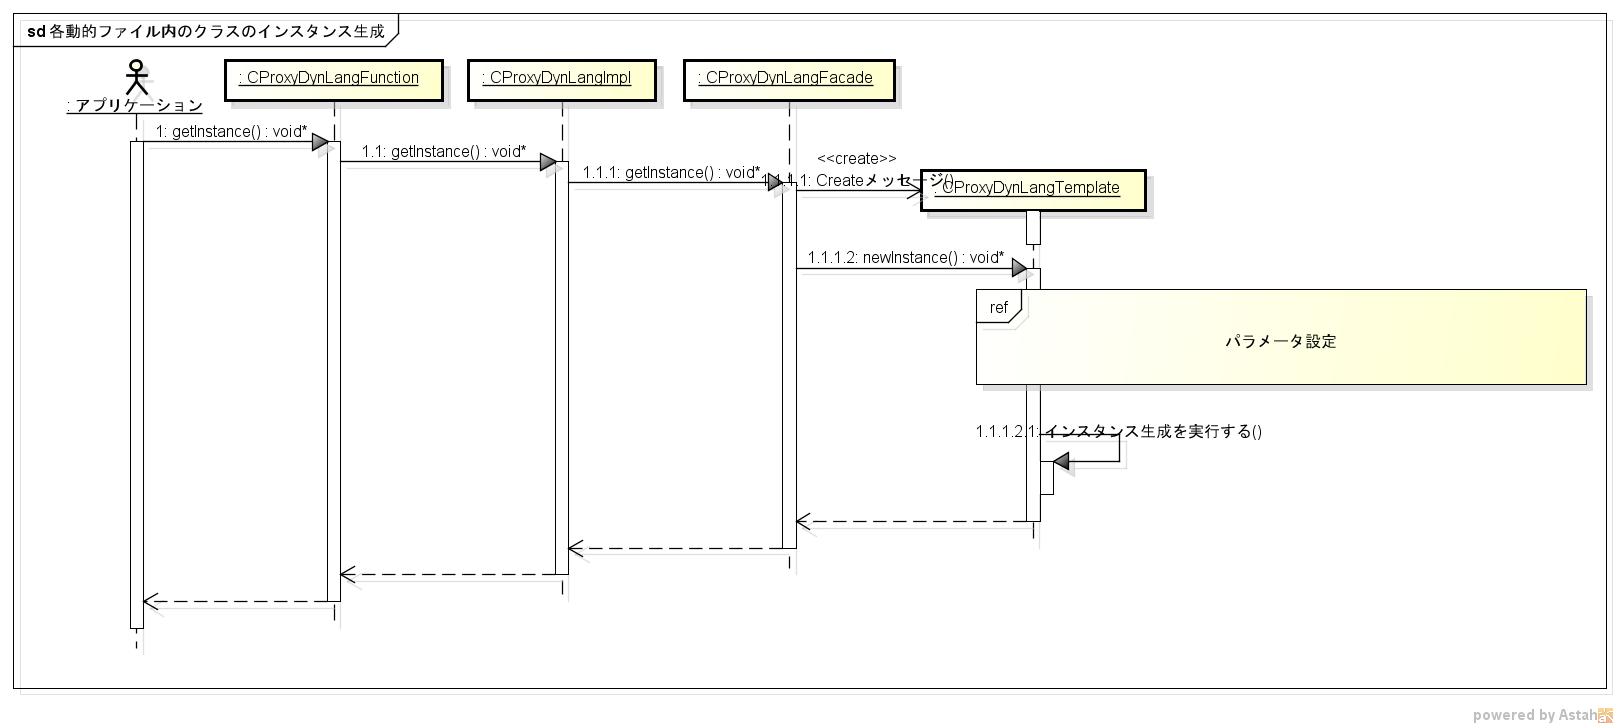 sd 各動的ファイル内のクラスのインスタンス生成
: アプリケーション
: CProxyDynLangFunction
: CProxyDynLangImpl
: CProxyDynLangFacade
1: getInstance() : void*
1.1: getInstance() : void*
1.1.1: getInstance() : void*
<<create>>
1.1.1.1: Createメッセージ()
: CProxyDynLangTemplate
1.1.1.2: newInstance() : void*
ref
パラメータ設定
1.1.1.2.1: インスタンス生成を実行する()
powered by Astah